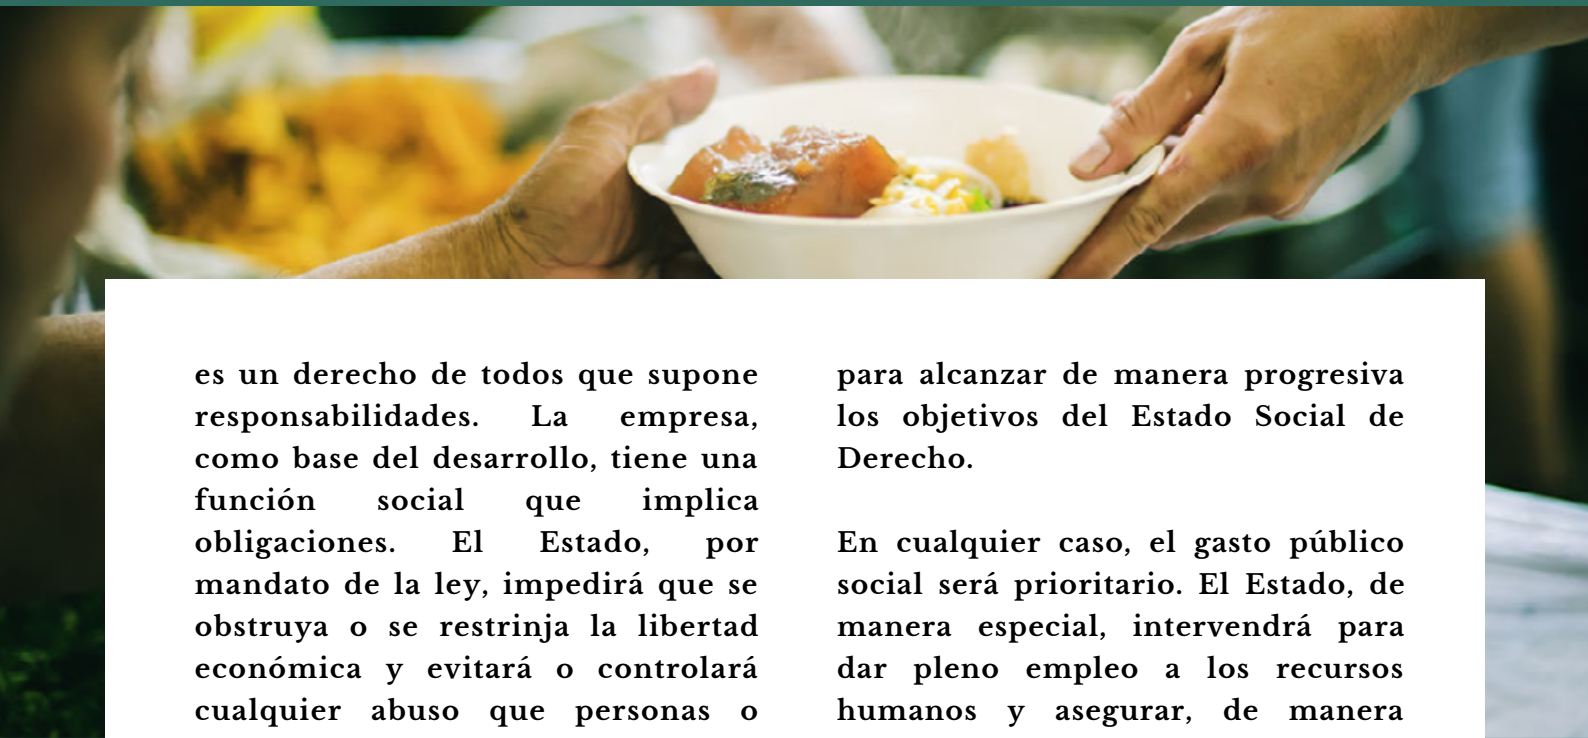 es un derecho de todos que supone
responsabilidades. La empresa,
como base del desarrollo, tiene una
función social que implica
obligaciones. El Estado, por
mandato de la ley, impedirá que se
obstruya o se restrinja la libertad
económica y evitará o controlará
cualquier abuso que personas o
para alcanzar de manera progresiva
los objetivos del Estado Social de
Derecho.
En cualquier caso, el gasto público
social será prioritario. El Estado, de
manera especial, intervendrá para
dar pleno empleo a los recursos
humanos y asegurar, de manera